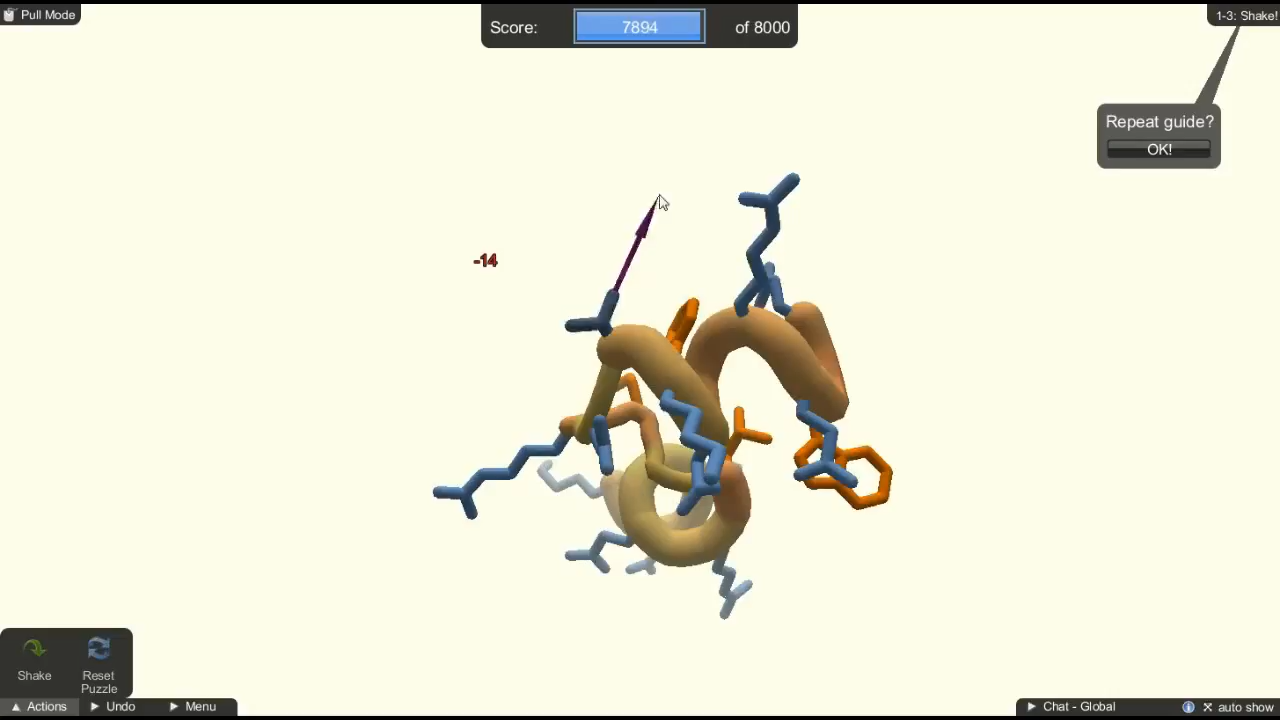 Pull Mode
Score: 7894 of 8000
1-3: Shake!
Repeat guide?
OK!
-14
Shake
Reset
Puzzle
Actions
Undo
Menu
Chat - Global
auto show